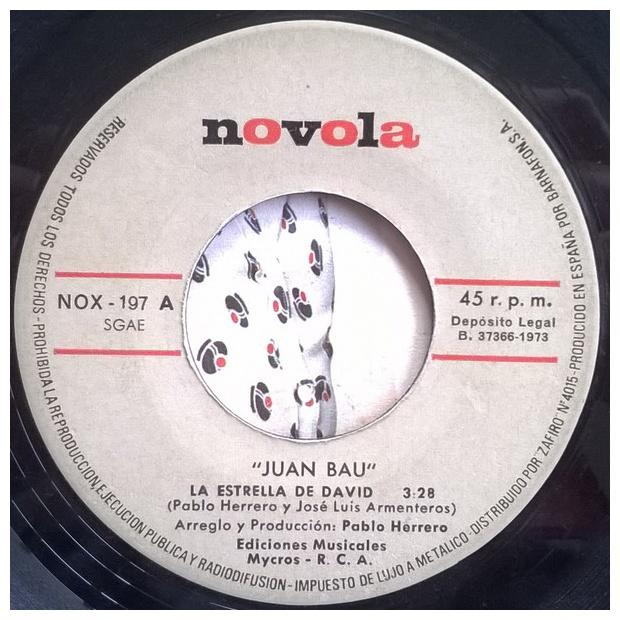 novola
NOX - 197 A
SGAE
45 r. p. m.
Depósito Legal
B. 37366-1973
"JUAN BAU"
LA ESTRELLA DE DAVID 3:28
(Pablo Herrero y José Luis Armenteros)
Arreglo y Producción: Pablo Herrero
Ediciones Musicales
Mycros - R. C. A.
RESERVADOS TODOS LOS DERECHOS - PROHIBIDA LA REPRODUCCION, EJECUCION PUBLICA Y RADIODIFUSION - IMPUESTO DE LUJO A METALICO - DISTRIBUIDO POR "ZAFIRO" N.º 4015 - PRODUCIDO EN ESPAÑA POR BARNAFON, S. A.